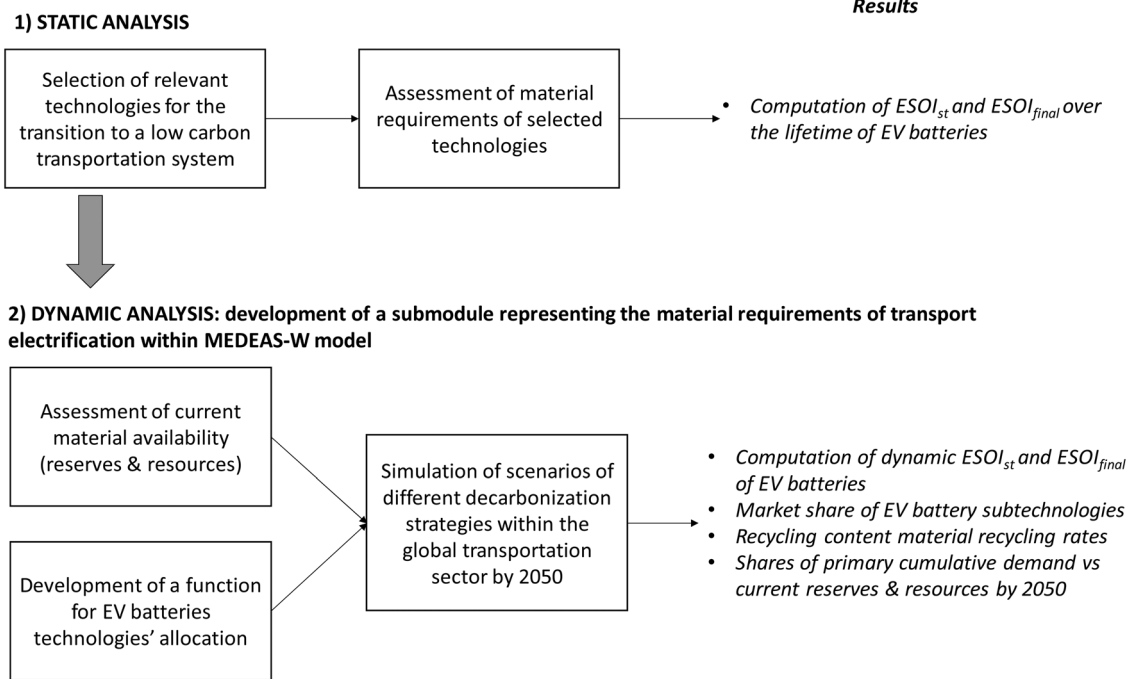 Results
1) STATIC ANALYSIS
Selection of relevant
technologies for the
transition to a low carbon
transportation system
Assessment of material
requirements of selected
technologies
• Computation of ESOIst and ESOIfinal over
the lifetime of EV batteries
2) DYNAMIC ANALYSIS: development of a submodule representing the material requirements of transport
electrification within MEDEAS-W model
Assessment of current
material availability
(reserves & resources)
Development of a function
for EV batteries
technologies’ allocation
Simulation of scenarios of
different decarbonization
strategies within the
global transportation
sector by 2050
• Computation of dynamic ESOIst and ESOIfinal
of EV batteries
• Market share of EV battery subtechnologies
• Recycling content material recycling rates
• Shares of primary cumulative demand vs
current reserves & resources by 2050